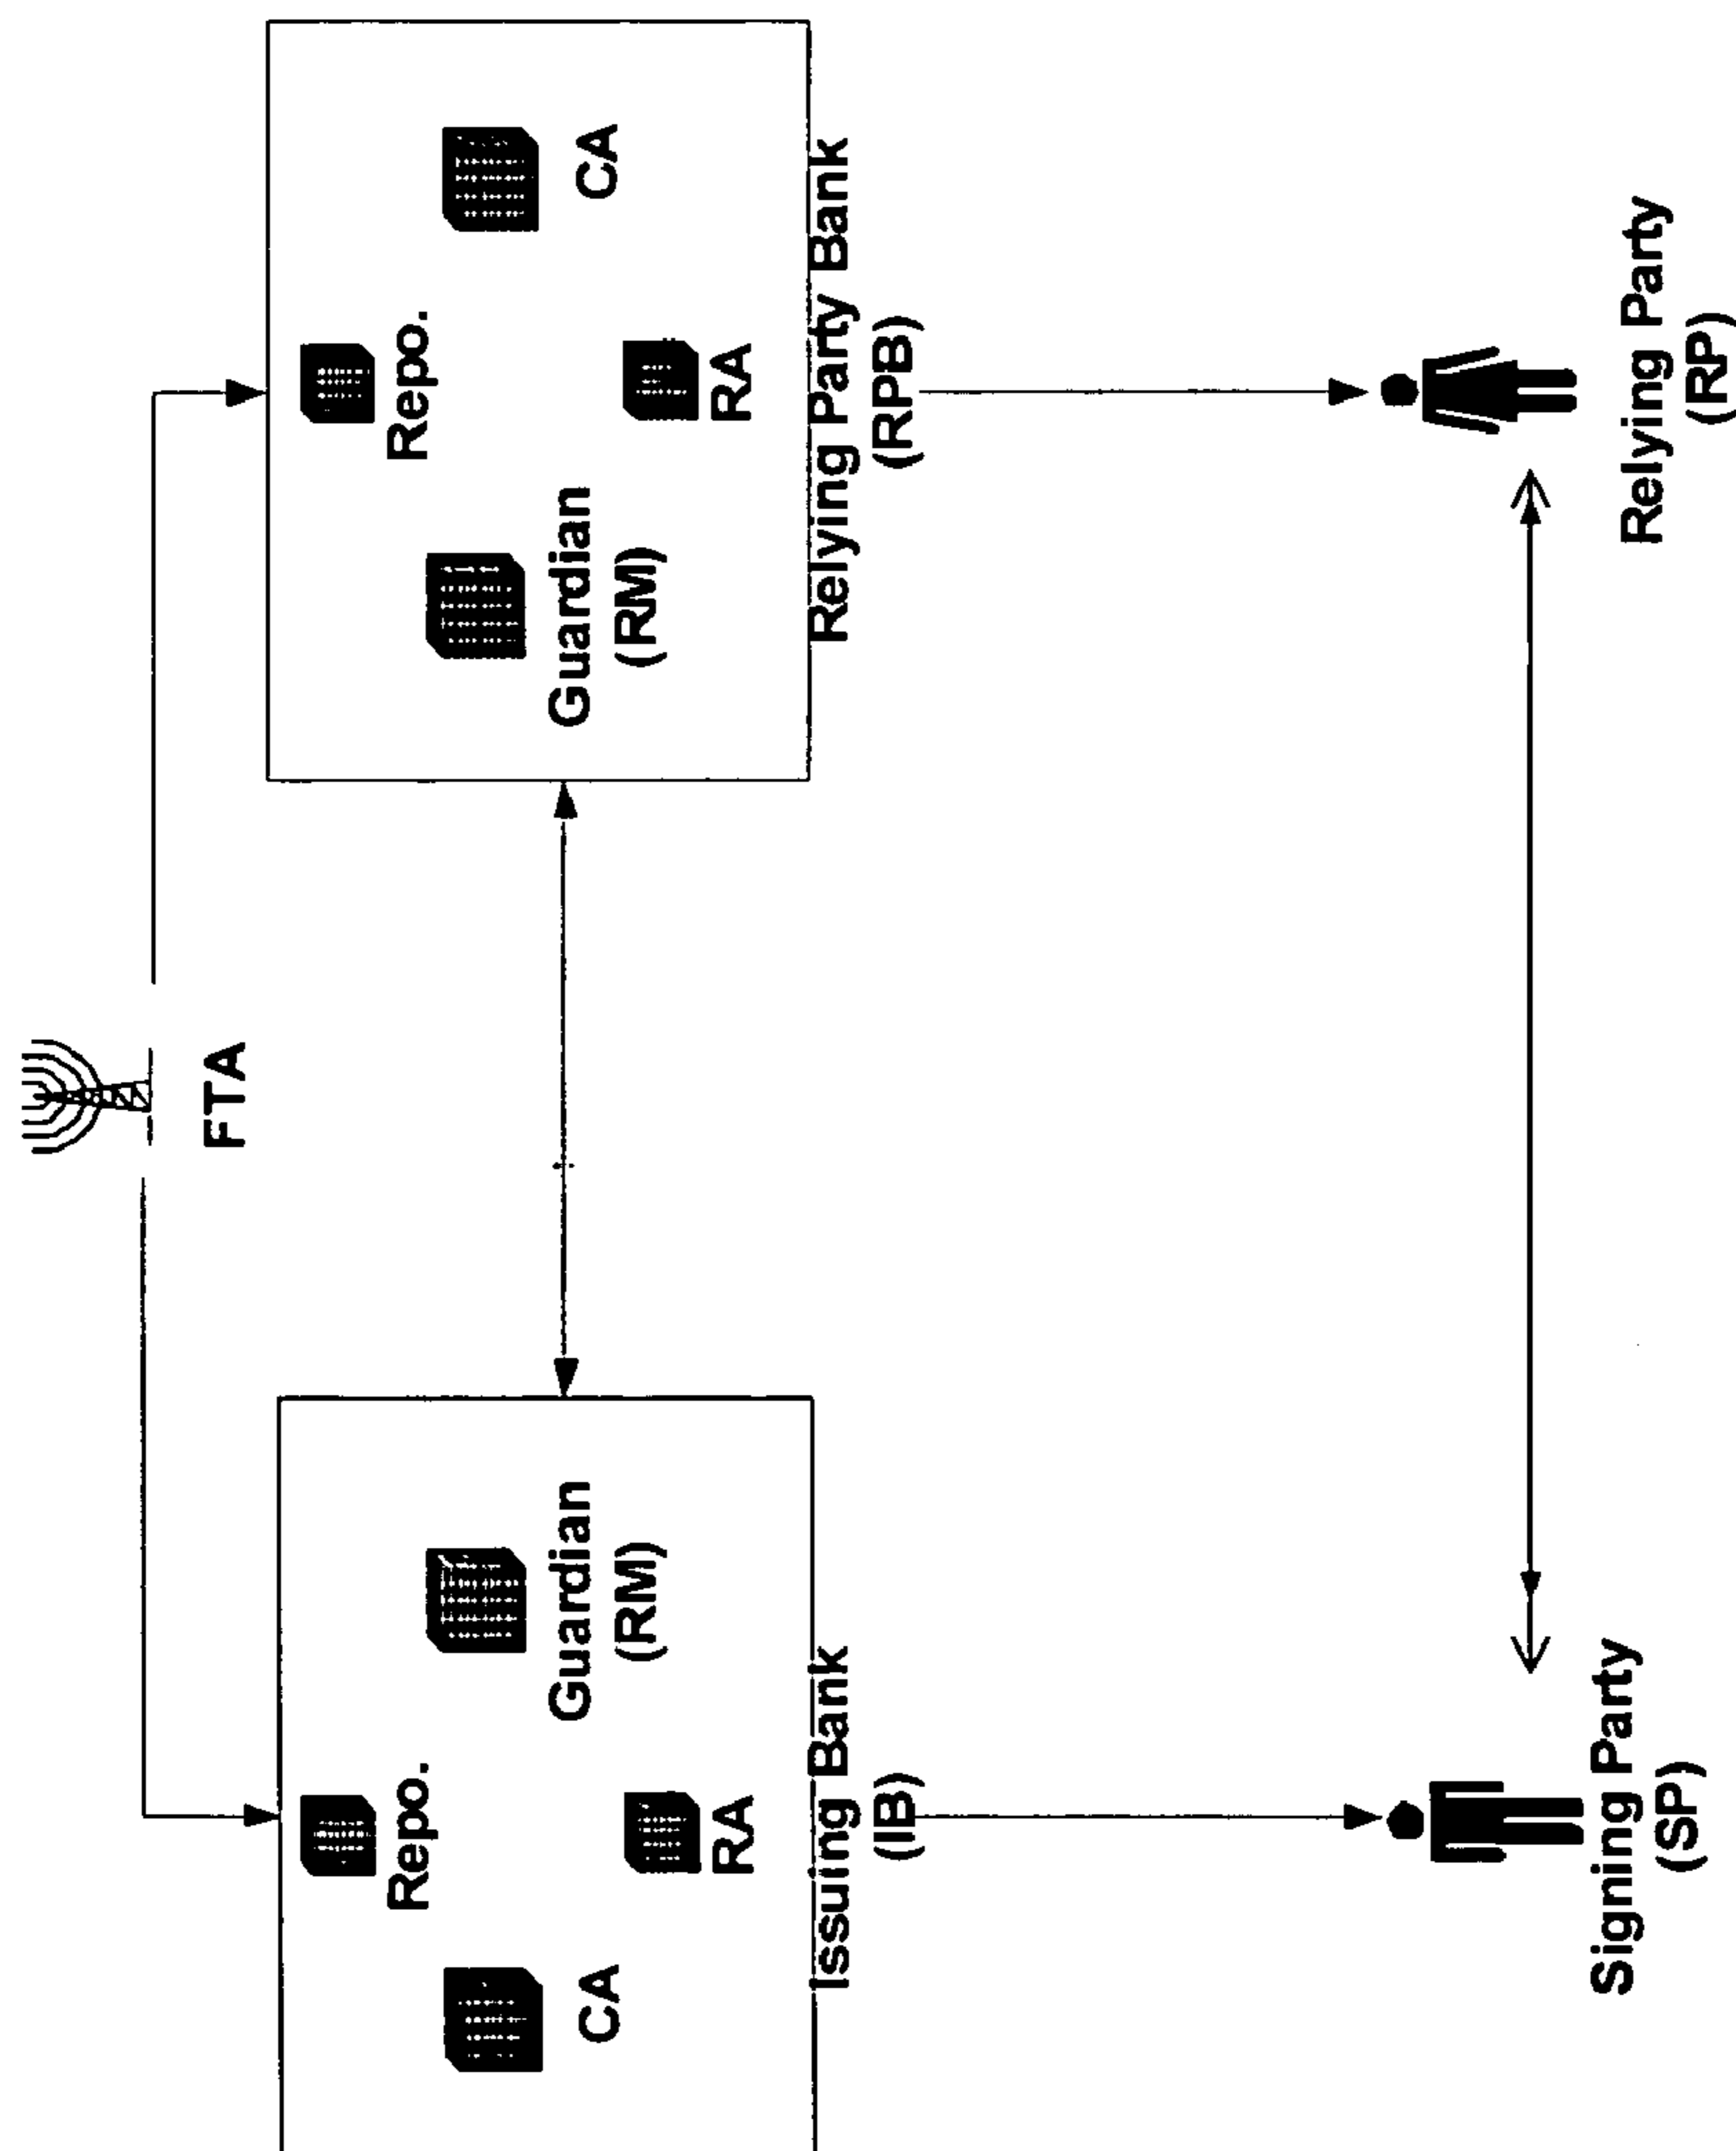 FTA
Repo.
CA
Guardian
(RM)
RA
Issuing Bank
(IB)
Repo.
Guardian
(RM)
CA
RA
Relying Party Bank
(RPB)
Signing Party
(SP)
Relying Party
(RP)